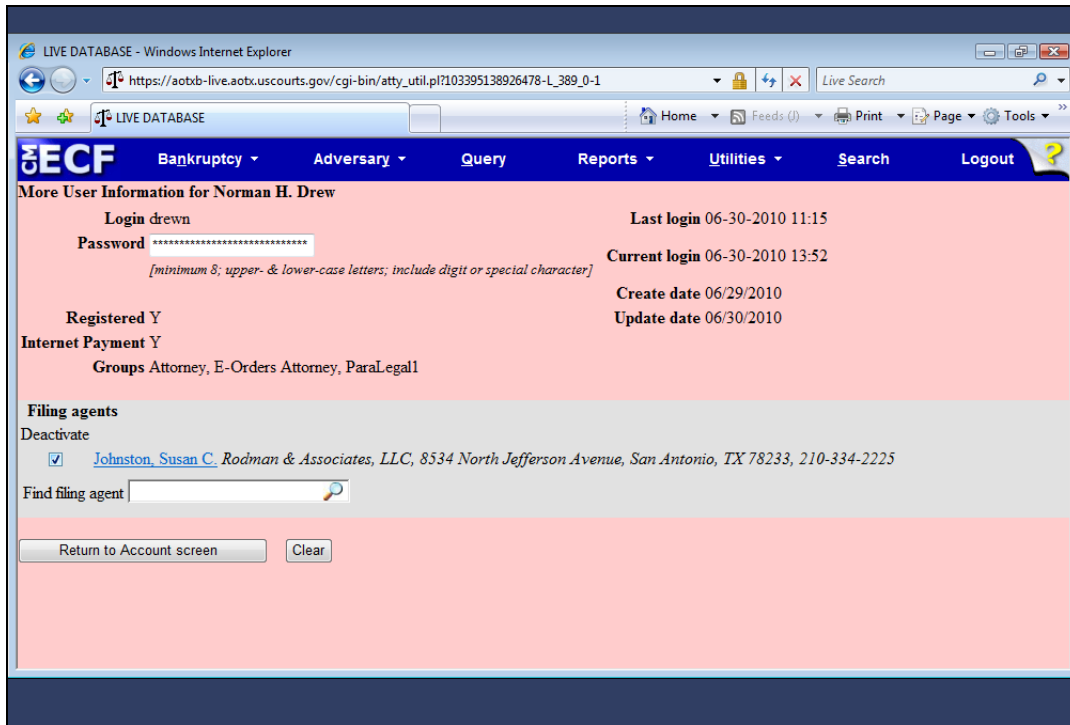 LIVE DATABASE - Windows Internet Explorer
https://aotxb-live.aotx.uscourts.gov/cgi-bin/atty_util.pl?103395138926478-L_389_0-1 Live Search
LIVE DATABASE Home Feeds (J) Print Page Tools »
CM ECF Bankruptcy Adversary Query Reports Utilities Search Logout ?
More User Information for Norman H. Drew
Login drewn Last login 06-30-2010 11:15
Password ******************************
Current login 06-30-2010 13:52
[minimum 8; upper- & lower-case letters; include digit or special character]
Create date 06/29/2010
Registered Y Update date 06/30/2010
Internet Payment Y
Groups Attorney, E-Orders Attorney, ParaLegal1
Filing agents
Deactivate
Johnston, Susan C. Rodman & Associates, LLC, 8534 North Jefferson Avenue, San Antonio, TX 78233, 210-334-2225
Find filing agent
Return to Account screen Clear